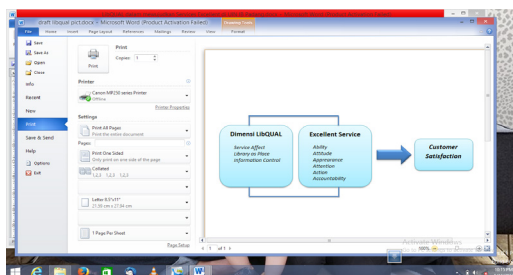 draft libqual pict.docx - Microsoft Word (Product Activation Failed)
Drawing Tools
File Home Insert Page Layout References Mailings Review View Format
Save
Save As
Open
Close
Info
Recent
New
Print
Save & Send
Help
Options
Exit
Print
Copies: 1
Print
Printer
Canon MP230 series Printer
Offline
Printer Properties
Settings
Print All Pages
Print the entire document
Pages:
Print One Sided
Only print on one side of the page
Collated
1,2,3 1,2,3 1,2,3
Letter 8.5"x11"
21.59 cm x 27.94 cm
1 Page Per Sheet
Page Setup
Dimensi LibQUAL
Service Affect
Library as Place
Information Control
Excellent Service
Ability
Attitude
Appearance
Attention
Action
Accountability
Customer
Satisfaction
Activate Windows
1 of 1
100%